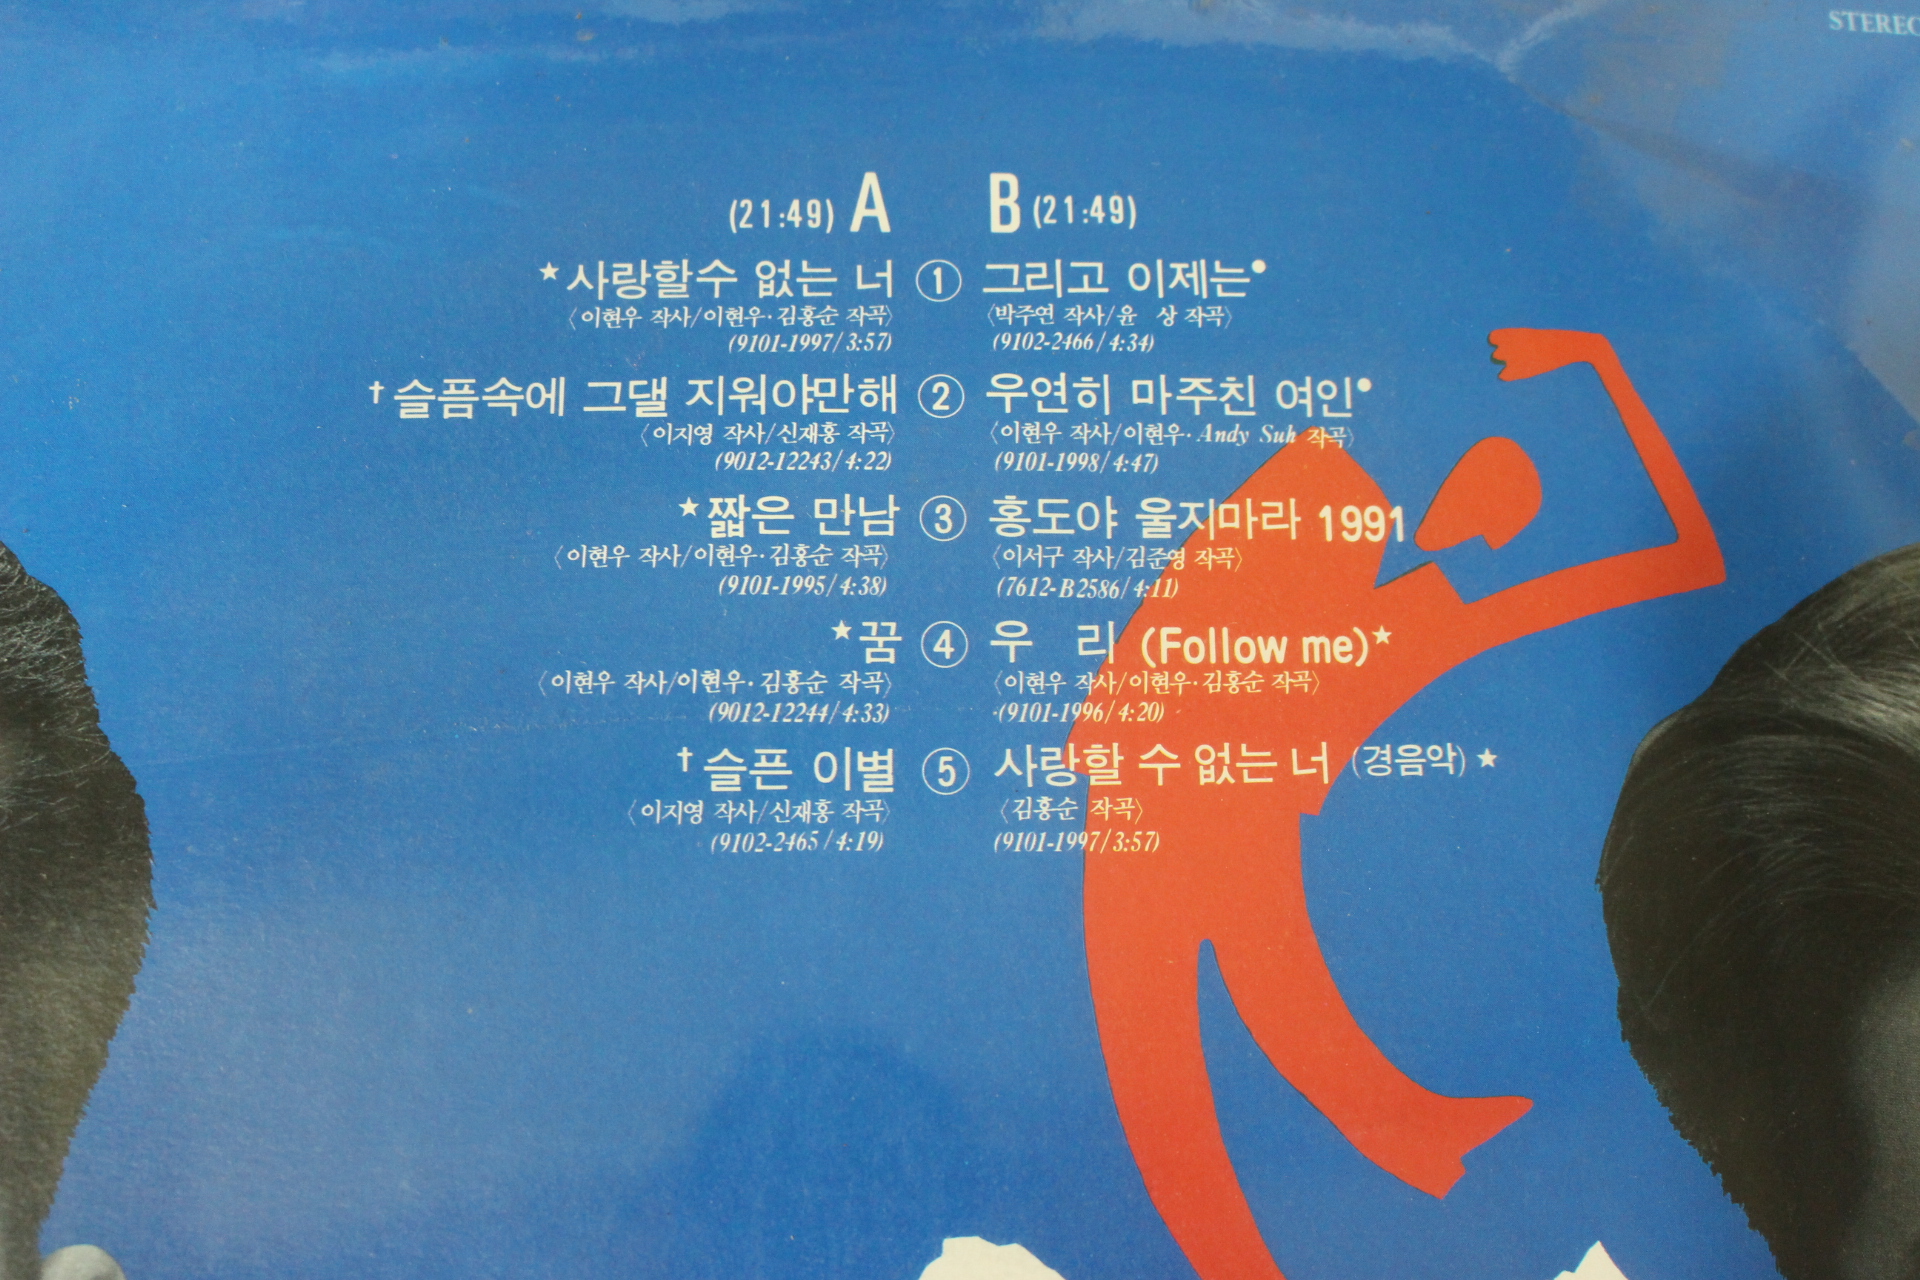 STEREO
(21:49) A
★사랑할수 없는 너 ①
〈이현우 작사/이현우·김홍순 작곡〉
(9101-1997/3:57)
†슬픔속에 그댈 지워야만해 ②
〈이지영 작사/신재홍 작곡〉
(9012-12243/4:22)
★짧은 만남 ③
〈이현우 작사/이현우·김홍순 작곡〉
(9101-1995/4:38)
★꿈 ④
〈이현우 작사/이현우·김홍순 작곡〉
(9012-12244/4:33)
†슬픈 이별 ⑤
〈이지영 작사/신재홍 작곡〉
(9102-2465/4:19)
B (21:49)
그리고 이제는●
〈박주연 작사/윤 상 작곡〉
(9102-2466/4:34)
우연히 마주친 여인●
〈이현우 작사/이현우·Andy Suh 작곡〉
(9101-1998/4:47)
홍도야 울지마라 1991
〈이서구 작사/김준영 작곡〉
(7612-B2586/4:11)
우 리 (Follow me)★
〈이현우 작사/이현우·김홍순 작곡〉
(9101-1996/4:20)
사랑할 수 없는 너 (경음악)★
〈김홍순 작곡〉
(9101-1997/3:57)